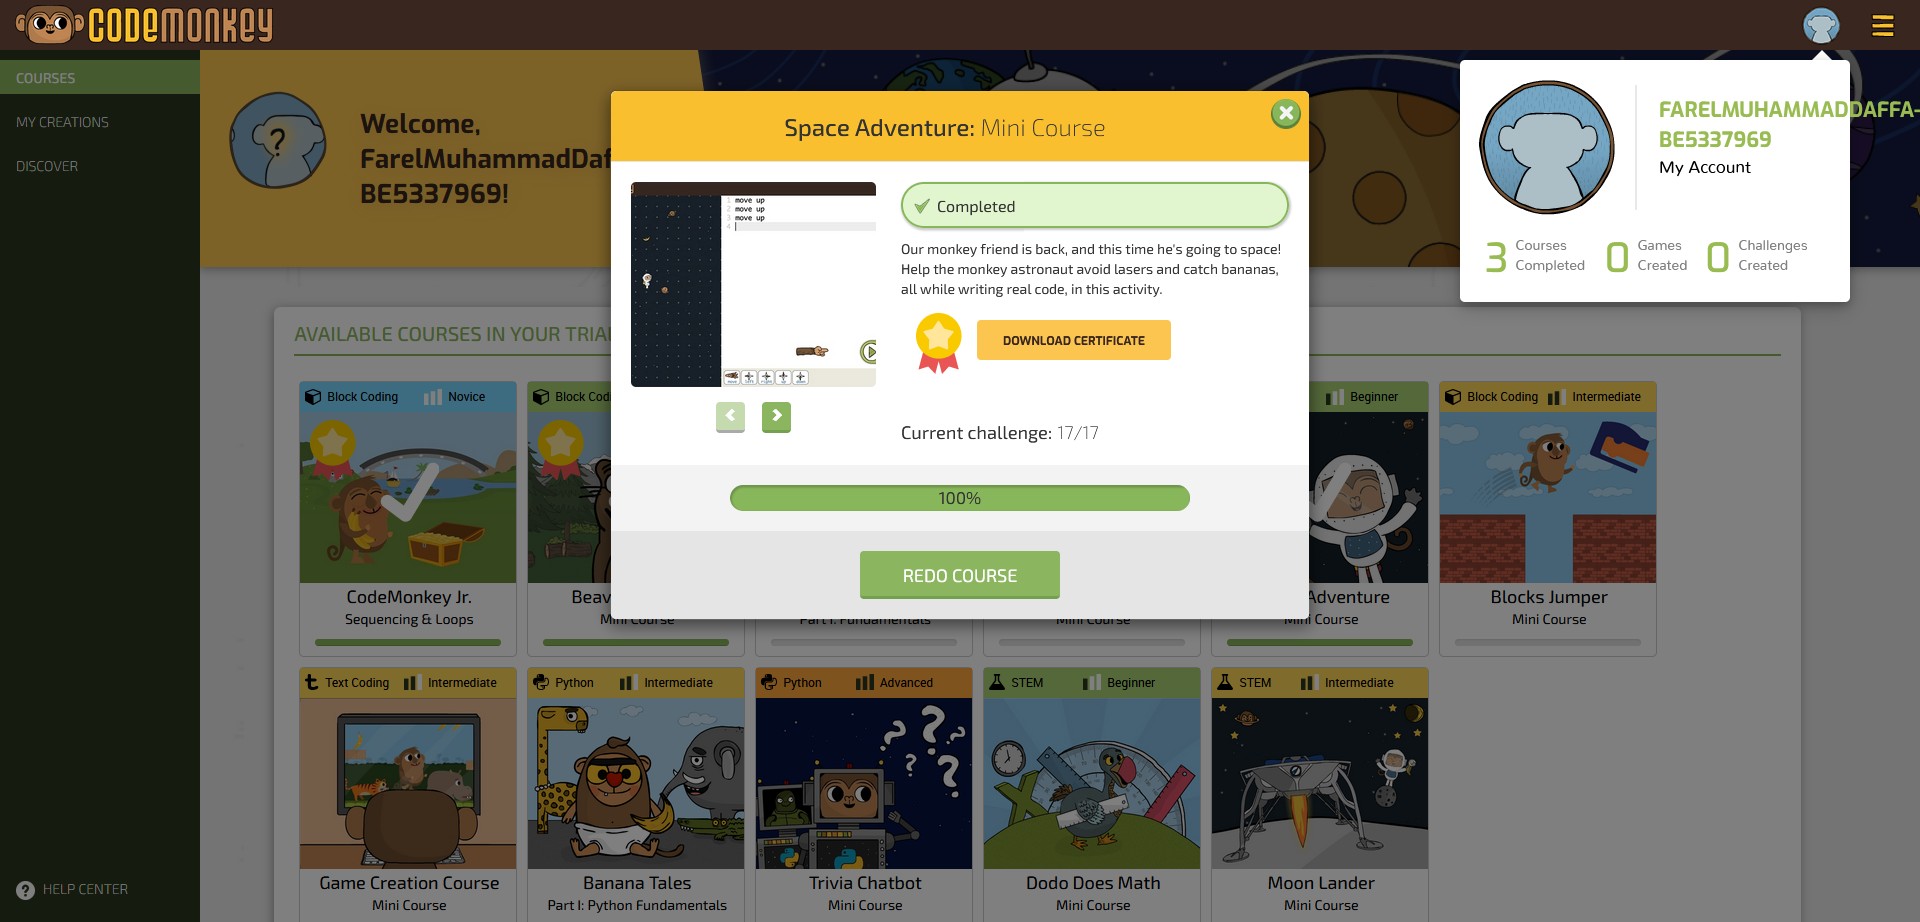 CODEMONKEY
COURSES
MY CREATIONS
DISCOVER
HELP CENTER
Welcome,
FarelMuhammadDaf
BE5337969!
FARELMUHAMMADDAFFA-
BE5337969
My Account
3 Courses Completed
0 Games Created
0 Challenges Created
Space Adventure: Mini Course
1 move up
2 move up
3 move up
4
Completed
Our monkey friend is back, and this time he's going to space!
Help the monkey astronaut avoid lasers and catch bananas,
all while writing real code, in this activity.
DOWNLOAD CERTIFICATE
Current challenge: 17/17
100%
REDO COURSE
AVAILABLE COURSES IN YOUR TRIA
Block Coding Novice
CodeMonkey Jr.
Sequencing & Loops
Block Cod
Beav
Mini Course
Part I: Fundamentals
Mini Course
Beginner
Adventure
Mini Course
Block Coding Intermediate
Blocks Jumper
Mini Course
Text Coding Intermediate
Game Creation Course
Mini Course
Python Intermediate
Banana Tales
Part I: Python Fundamentals
Python Advanced
Trivia Chatbot
Mini Course
STEM Beginner
Dodo Does Math
Mini Course
STEM Intermediate
Moon Lander
Mini Course